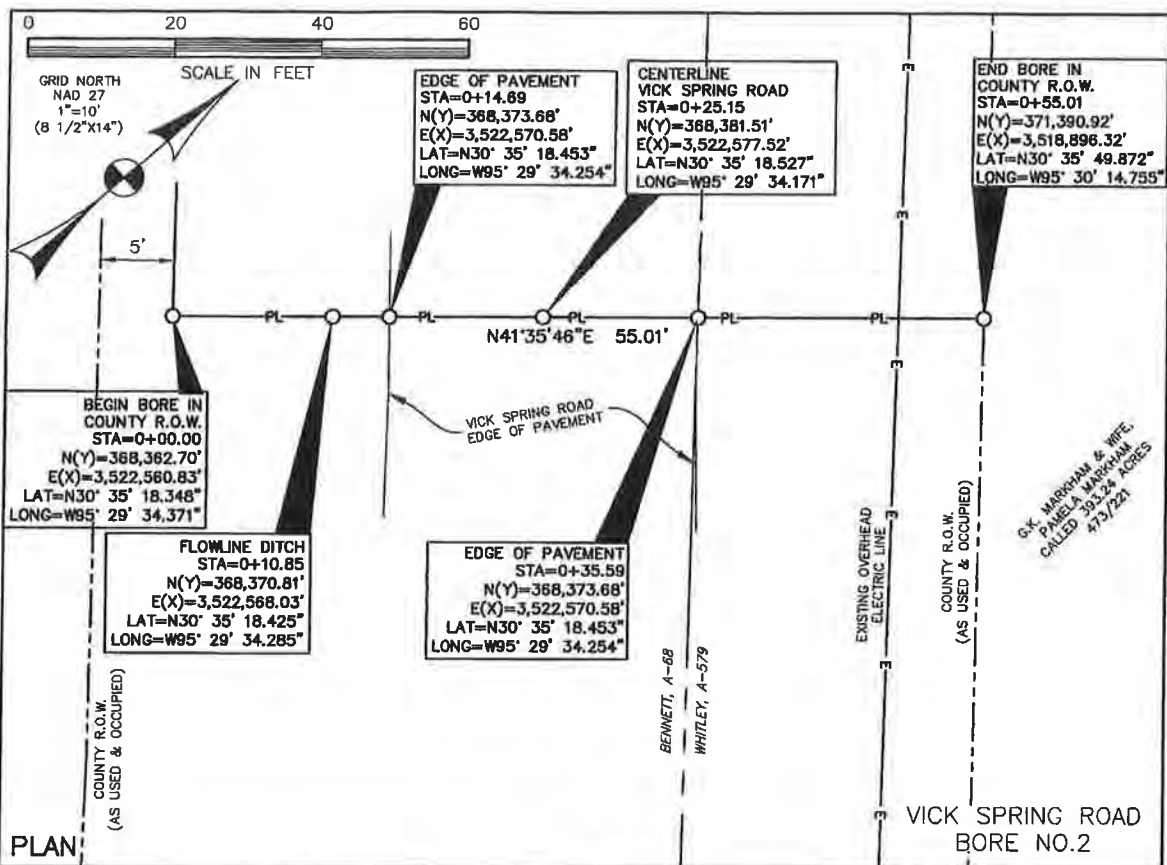 0 20 40 60
SCALE IN FEET
GRID NORTH
NAD 27
1"=10'
(8 1/2"X14")
5'
EDGE OF PAVEMENT
STA=0+14.69
N(Y)=368,373.68'
E(X)=3,522,570.58'
LAT=N30° 35' 18.453"
LONG=W95° 29' 34.254"
CENTERLINE
VICK SPRING ROAD
STA=0+25.15
N(Y)=368,381.51'
E(X)=3,522,577.52'
LAT=N30° 35' 18.527"
LONG=W95° 29' 34.171"
END BORE IN
COUNTY R.O.W.
STA=0+55.01
N(Y)=371,390.92'
E(X)=3,518,896.32'
LAT=N30° 35' 49.872"
LONG=W95° 30' 14.755"
E
E
PL PL PL PL PL
N41°35'46"E 55.01'
E
BEGIN BORE IN
COUNTY R.O.W.
STA=0+00.00
N(Y)=368,362.70'
E(X)=3,522,560.83'
LAT=N30° 35' 18.348"
LONG=W95° 29' 34.371"
VICK SPRING ROAD
EDGE OF PAVEMENT
G.K. MARKHAM & WIFE,
PAMELA MARKHAM
CALLED 393.24 ACRES
473/221
FLOWLINE DITCH
STA=0+10.85
N(Y)=368,370.81'
E(X)=3,522,568.03'
LAT=N30° 35' 18.425"
LONG=W95° 29' 34.285"
EDGE OF PAVEMENT
STA=0+35.59
N(Y)=368,373.68'
E(X)=3,522,570.58'
LAT=N30° 35' 18.453"
LONG=W95° 29' 34.254"
E
EXISTING OVERHEAD
ELECTRIC LINE
COUNTY R.O.W.
(AS USED & OCCUPIED)
E
COUNTY R.O.W.
(AS USED & OCCUPIED)
BENNETT, A-68
WHITLEY, A-579
E
VICK SPRING ROAD
BORE NO.2
PLAN